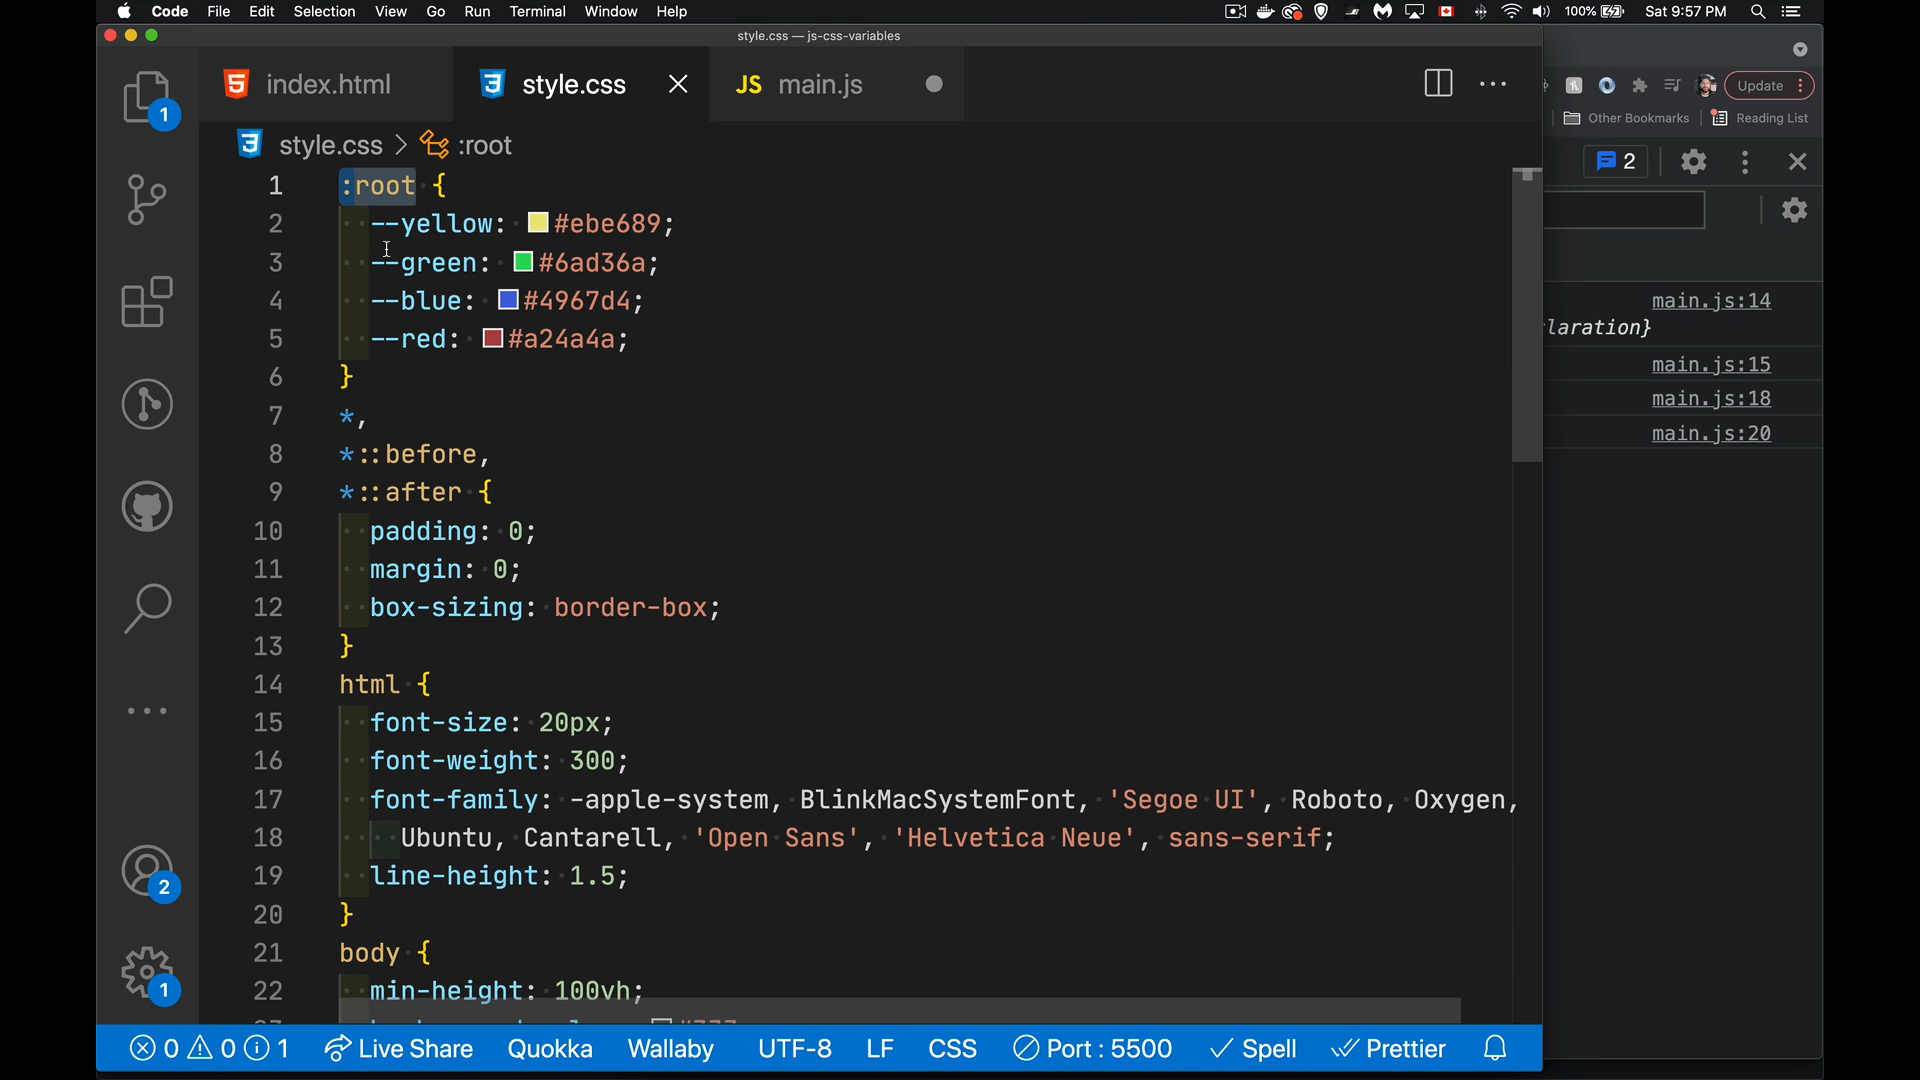 Code File Edit Selection View Go Run Terminal Window Help 100% Sat 9:57 PM
style.css — js-css-variables
index.html style.css JS main.js
Update
Other Bookmarks Reading List
style.css > :root
2
1 :root {
2 --yellow: #ebe689;
3 --green: #6ad36a;
4 --blue: #4967d4;
5 --red: #a24a4a;
6 }
7 *,
8 *::before,
9 *::after {
10 padding: 0;
11 margin: 0;
12 box-sizing: border-box;
13 }
14 html {
15 font-size: 20px;
16 font-weight: 300;
17 font-family: -apple-system, BlinkMacSystemFont, 'Segoe UI', Roboto, Oxygen,
18 Ubuntu, Cantarell, 'Open Sans', 'Helvetica Neue', sans-serif;
19 line-height: 1.5;
20 }
21 body {
22 min-height: 100vh;
main.js:14
laration}
main.js:15
main.js:18
main.js:20
1
2
1
0 0 1 Live Share Quokka Wallaby UTF-8 LF CSS Port : 5500 Spell Prettier